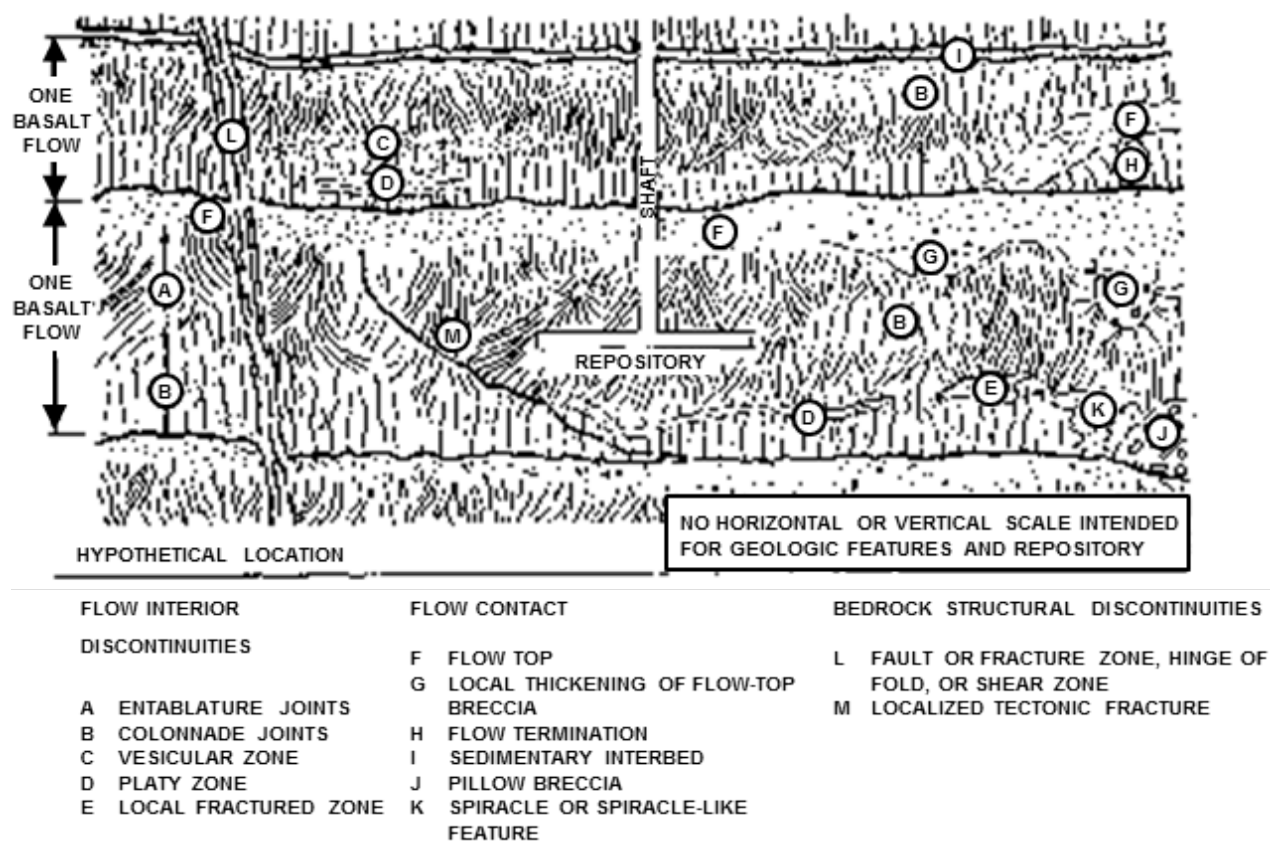 ONE
BASALT
FLOW
ONE
BASALT'
FLOW
I
B
F
L
C
H
D
SHAFT
F
F
G
A
G
B
M
REPOSITORY
B
E
D
K
J
NO HORIZONTAL OR VERTICAL SCALE INTENDED
FOR GEOLOGIC FEATURES AND REPOSITORY
HYPOTHETICAL LOCATION
FLOW INTERIOR
DISCONTINUITIES
A ENTABLATURE JOINTS
B COLONNADE JOINTS
C VESICULAR ZONE
D PLATY ZONE
E LOCAL FRACTURED ZONE
FLOW CONTACT
F FLOW TOP
G LOCAL THICKENING OF FLOW-TOP
BRECCIA
H FLOW TERMINATION
I SEDIMENTARY INTERBED
J PILLOW BRECCIA
K SPIRACLE OR SPIRACLE-LIKE
FEATURE
BEDROCK STRUCTURAL DISCONTINUITIES
L FAULT OR FRACTURE ZONE, HINGE OF
FOLD, OR SHEAR ZONE
M LOCALIZED TECTONIC FRACTURE